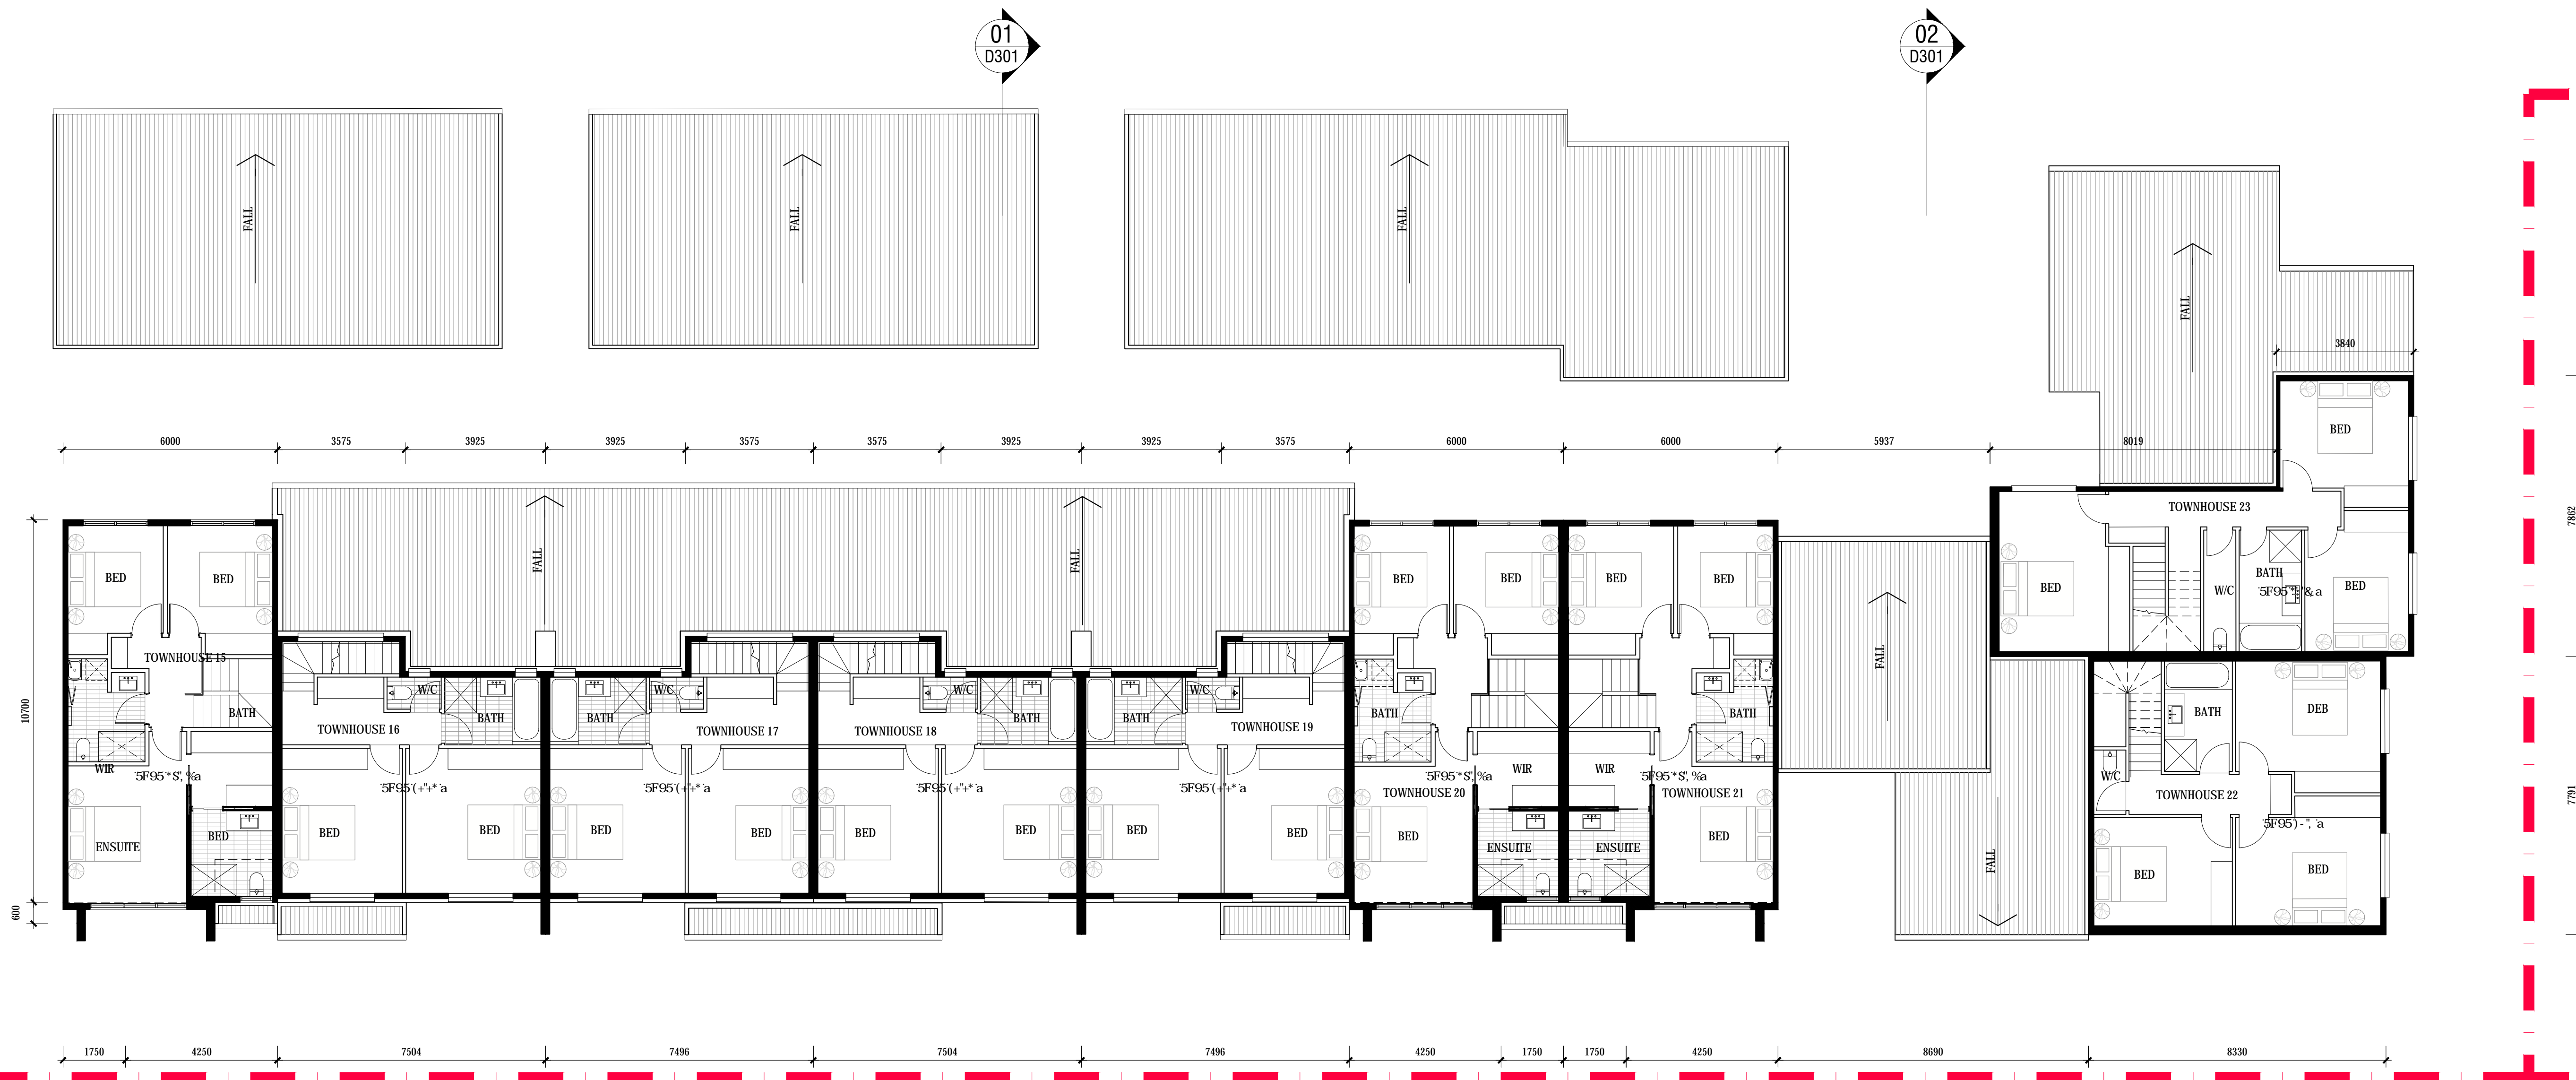 01
D301
02
D301
FALL
FALL
FALL
FALL
3840
6000
3575
3925
3925
3575
3575
3925
3925
3575
6000
6000
5937
8019
BED
TOWNHOUSE 23
7862
FALL
FALL
BED
BED
BED
BED
BED
BED
BED
W/C
BATH
BED
FALL
TOWNHOUSE 15
W/C
W/C
W/C
W/C
10700
BATH
BATH
BATH
BATH
BATH
BATH
BATH
TOWNHOUSE 16
TOWNHOUSE 17
TOWNHOUSE 18
TOWNHOUSE 19
DEB
BATH
WIR
WIR
WIR
W/C
TOWNHOUSE 20
TOWNHOUSE 21
TOWNHOUSE 22
7791
BED
BED
BED
BED
BED
BED
BED
BED
BED
BED
BED
ENSUITE
ENSUITE
ENSUITE
FALL
BED
BED
600
1750
4250
7504
7496
7504
7496
4250
1750
1750
4250
8690
8330